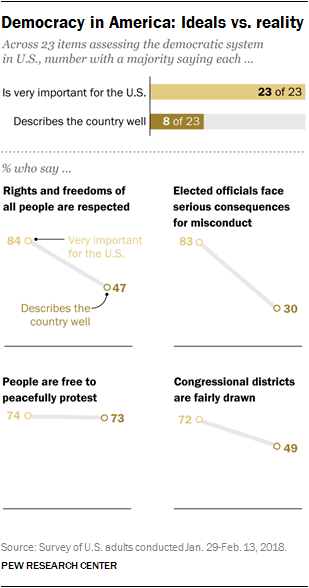 Democracy in America: Ideals vs. reality
Across 23 items assessing the democratic system
in U.S., number with a majority saying each ...
Is very important for the U.S.
23 of 23
Describes the country well
8 of 23
% who say ...
Rights and freedoms of
all people are respected
84
Very important
for the U.S.
47
Describes the
country well
Elected officials face
serious consequences
for misconduct
83
30
People are free to
peacefully protest
74
73
Congressional districts
are fairly drawn
72
49
Source: Survey of U.S. adults conducted Jan. 29-Feb. 13, 2018.
PEW RESEARCH CENTER